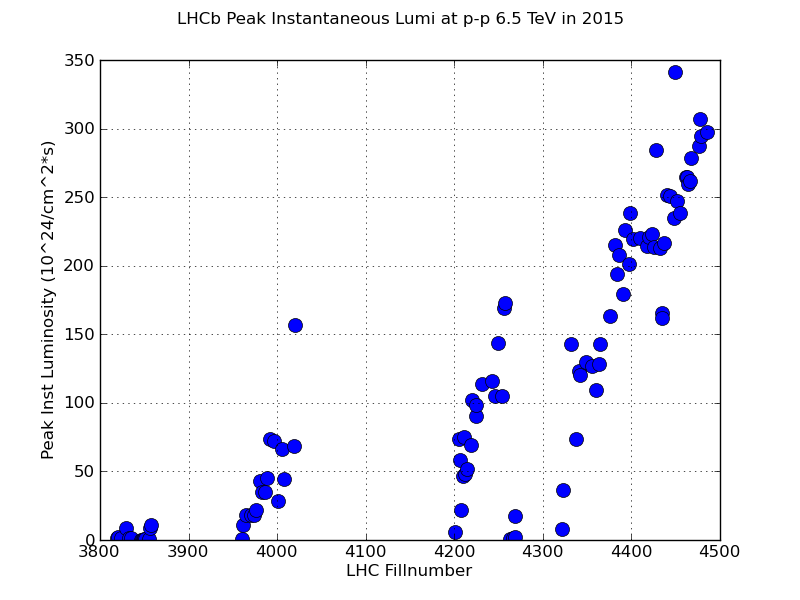 LHCb Peak Instantaneous Lumi at p-p 6.5 TeV in 2015
350
300
250
200
150
100
50
0
Peak Inst Luminosity (10^24/cm^2*s)
3800 3900 4000 4100 4200 4300 4400 4500
LHC Fillnumber